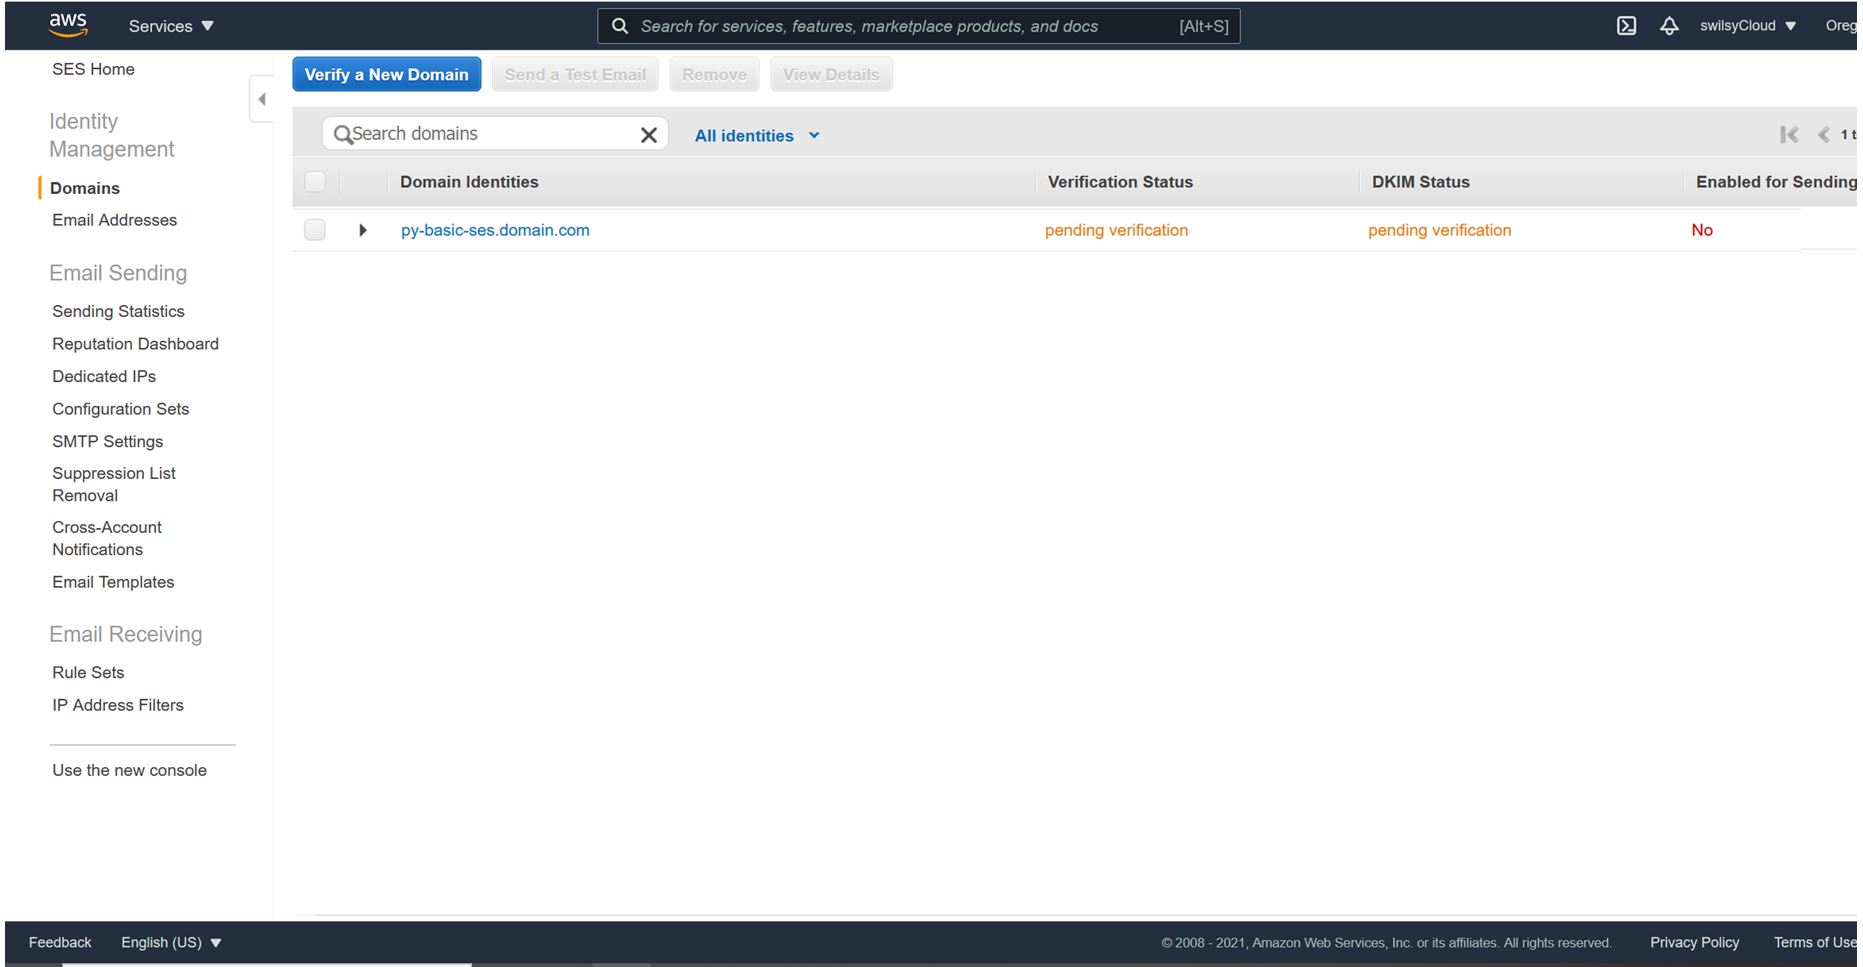 aws Services Search for services, features, marketplace products, and docs [Alt+S] swilsyCloud Oreg
SES Home
Identity
Management
Domains
Email Addresses
Email Sending
Sending Statistics
Reputation Dashboard
Dedicated IPs
Configuration Sets
SMTP Settings
Suppression List
Removal
Cross-Account
Notifications
Email Templates
Email Receiving
Rule Sets
IP Address Filters
Use the new console
Verify a New Domain Send a Test Email Remove View Details
Search domains All identities 1 t
Domain Identities Verification Status DKIM Status Enabled for Sending
py-basic-ses.domain.com pending verification pending verification No
Feedback English (US) © 2008 - 2021, Amazon Web Services, Inc. or its affiliates. All rights reserved. Privacy Policy Terms of Use